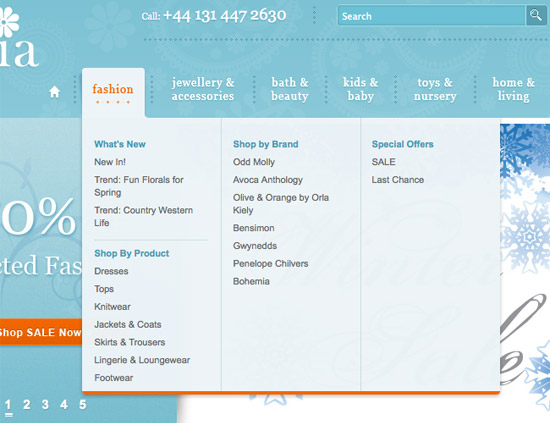 ia
Call: +44 131 447 2630
Search
fashion
jewellery &
accessories
bath &
beauty
kids &
baby
toys &
nursery
home &
living
What's New
New In!
Trend: Fun Florals for
Spring
Trend: Country Western
Life
Shop By Product
Dresses
Tops
Knitwear
Jackets & Coats
Skirts & Trousers
Lingerie & Loungewear
Footwear
Shop by Brand
Odd Molly
Avoca Anthology
Olive & Orange by Orla
Kiely
Bensimon
Gwynedds
Penelope Chilvers
Bohemia
Special Offers
SALE
Last Chance
0%
cted Fas
Shop SALE Now
1 2 3 4 5